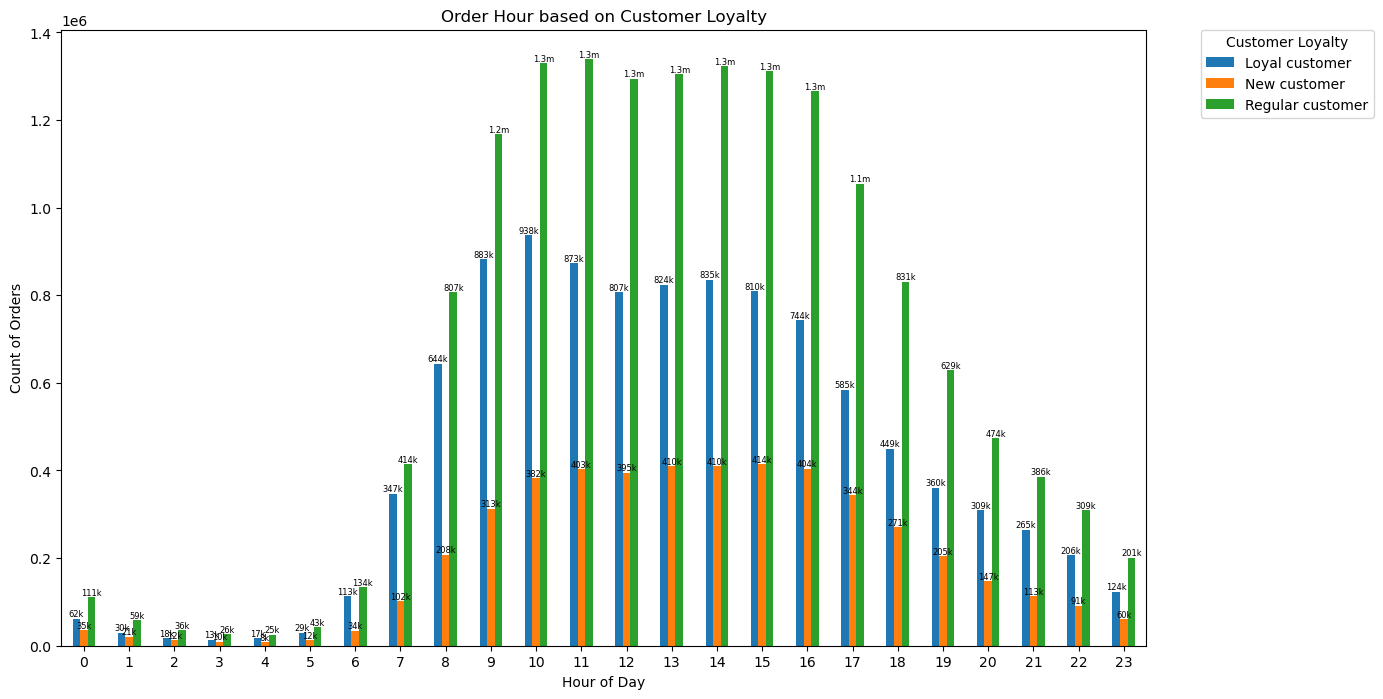 Order Hour based on Customer Loyalty
1e6
1.4
1.2
1.0
0.8
0.6
0.4
0.2
0.0
Count of Orders
62k 35k 111k
30k 21k 59k
18k 12k 36k
13k 10k 26k
17k 8k 25k
29k 12k 43k
113k 34k 134k
347k 102k 414k
644k 208k 807k
883k 313k 1.2m
938k 382k 1.3m
873k 403k 1.3m
807k 395k 1.3m
824k 410k 1.3m
835k 410k 1.3m
810k 414k 1.3m
744k 404k 1.3m
585k 344k 1.1m
449k 271k 831k
360k 205k 629k
309k 147k 474k
265k 113k 386k
206k 91k 309k
124k 60k 201k
0 1 2 3 4 5 6 7 8 9 10 11 12 13 14 15 16 17 18 19 20 21 22 23
Hour of Day
Customer Loyalty
Loyal customer
New customer
Regular customer